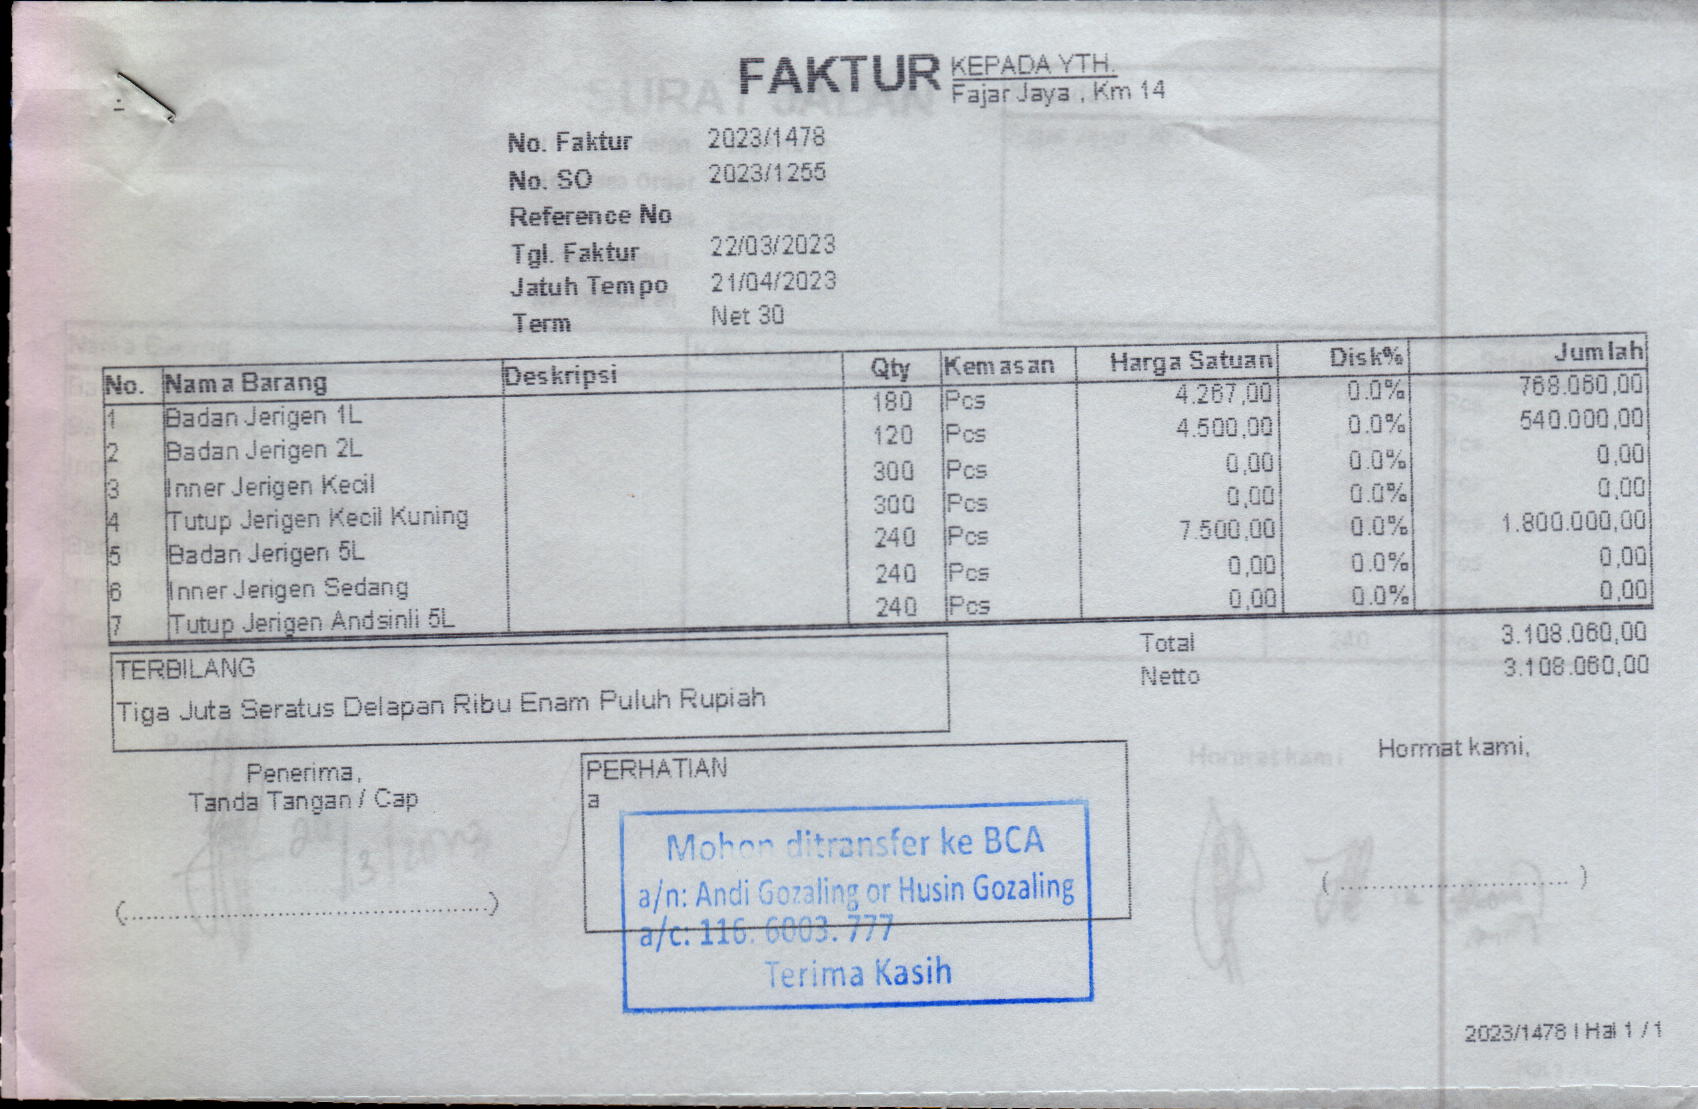 FAKTUR
KEPADA YTH.
Fajar Jaya , Km 14
No. Faktur 2023/1478
No. SO 2023/1255
Reference No
Tgl. Faktur 22/03/2023
Jatuh Tempo 21/04/2023
Term Net 30
No. Nama Barang Deskripsi Qty Kemasan Harga Satuan Disk% Jumlah
1 Badan Jerigen 1L 180 Pcs 4.267,00 0.0% 768.060,00
2 Badan Jerigen 2L 120 Pcs 4.500,00 0.0% 540.000,00
3 Inner Jerigen Kecil 300 Pcs 0,00 0.0% 0,00
4 Tutup Jerigen Kecil Kuning 300 Pcs 0,00 0.0% 0,00
5 Badan Jerigen 5L 240 Pcs 7.500,00 0.0% 1.800.000,00
6 Inner Jerigen Sedang 240 Pcs 0,00 0.0% 0,00
7 Tutup Jerigen Andsinli 5L 240 Pcs 0,00 0.0% 0,00
Total 3.108.060,00
Netto 3.108.060,00
TERBILANG
Tiga Juta Seratus Delapan Ribu Enam Puluh Rupiah
Penerima,
Tanda Tangan / Cap
(....................................................)
PERHATIAN
a
Mohon ditransfer ke BCA
a/n: Andi Gozaling or Husin Gozaling
a/c: 116. 6003. 777
Terima Kasih
Hormat kami,
(................................)
2023/1478 | Hal 1 / 1